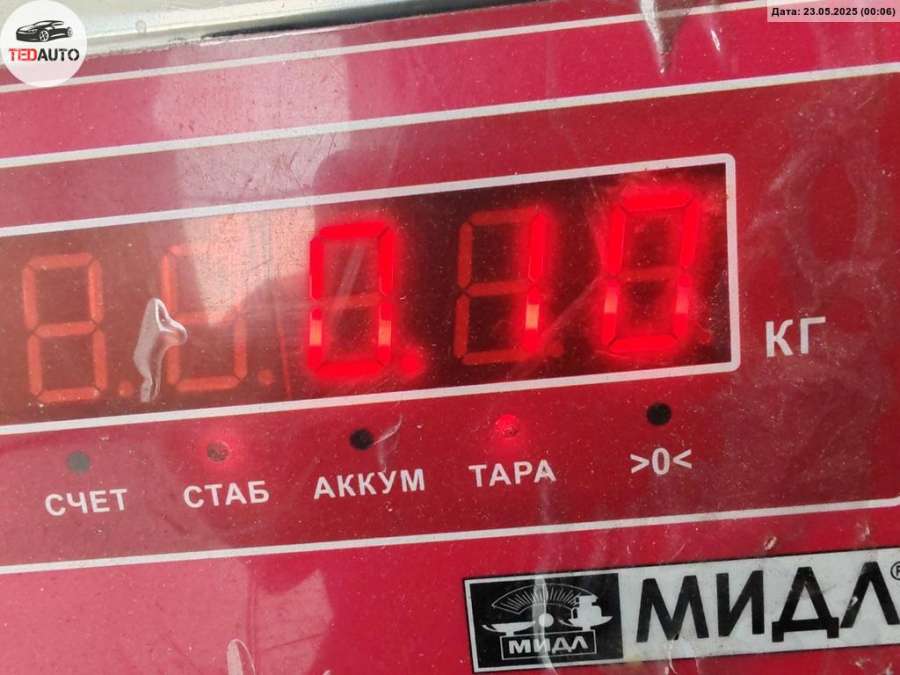 TEDAUTO
Дата: 23.05.2025 (00:06)
0.10
КГ
СЧЕТ СТАБ АККУМ ТАРА >0<
МИДЛ МИДЛ®